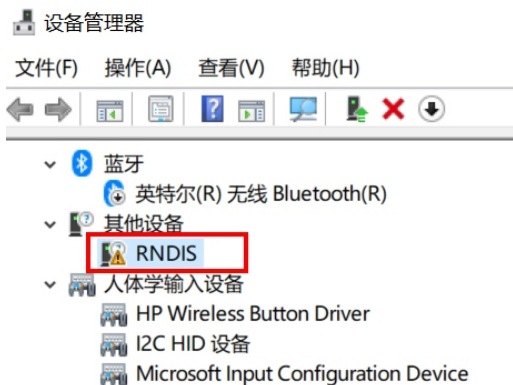 设备管理器
文件(F) 操作(A) 查看(V) 帮助(H)
蓝牙
英特尔(R) 无线 Bluetooth(R)
其他设备
RNDIS
人体学输入设备
HP Wireless Button Driver
I2C HID 设备
Microsoft Input Configuration Device